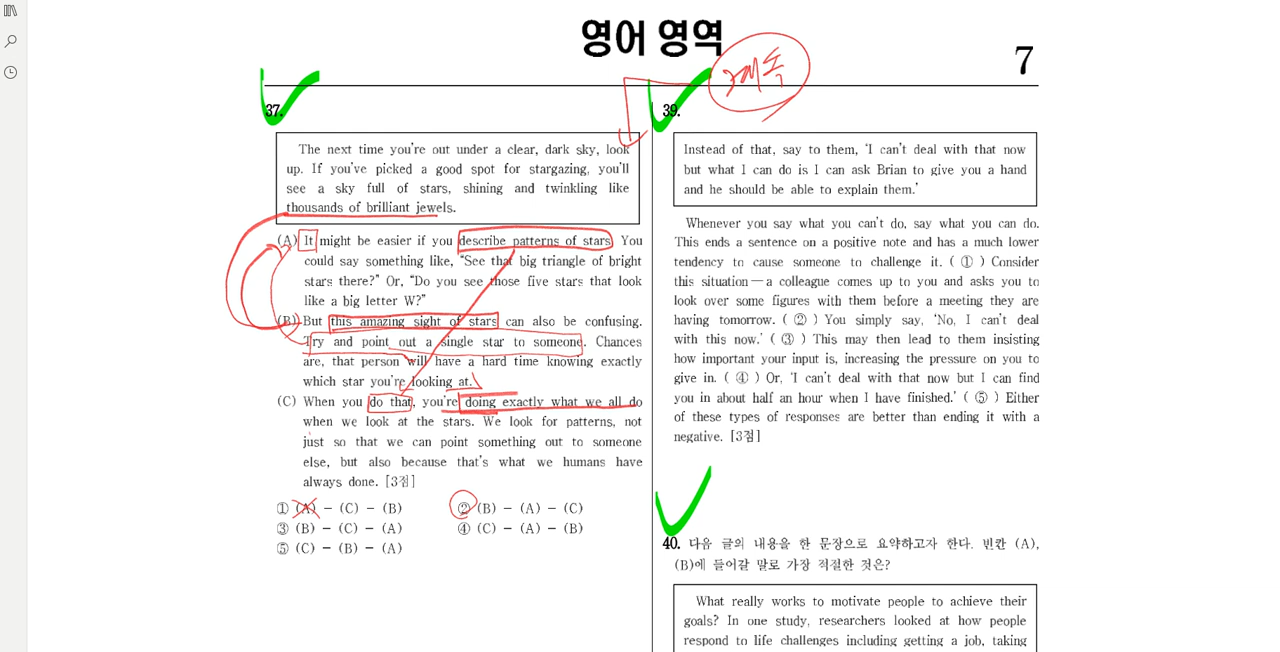 영어 영역
7
37.
The next time you're out under a clear, dark sky, look
up. If you've picked a good spot for stargazing, you'll
see a sky full of stars, shining and twinkling like
thousands of brilliant jewels.
(A) It might be easier if you describe patterns of stars. You
could say something like, “See that big triangle of bright
stars there?” Or, “Do you see those five stars that look
like a big letter W?”
(B) But this amazing sight of stars can also be confusing.
Try and point out a single star to someone. Chances
are, that person will have a hard time knowing exactly
which star you're looking at.
(C) When you do that, you're doing exactly what we all do
when we look at the stars. We look for patterns, not
just so that we can point something out to someone
else, but also because that's what we humans have
always done. [3점]
① (A) － (C) － (B)
② (B) － (A) － (C)
③ (B) － (C) － (A)
④ (C) － (A) － (B)
⑤ (C) － (B) － (A)
39.
Instead of that, say to them, ‘I can't deal with that now
but what I can do is I can ask Brian to give you a hand
and he should be able to explain them.’
Whenever you say what you can't do, say what you can do.
This ends a sentence on a positive note and has a much lower
tendency to cause someone to challenge it. ( ① ) Consider
this situation — a colleague comes up to you and asks you to
look over some figures with them before a meeting they are
having tomorrow. ( ② ) You simply say, ‘No, I can't deal
with this now.’ ( ③ ) This may then lead to them insisting
how important your input is, increasing the pressure on you to
give in. ( ④ ) Or, ‘I can't deal with that now but I can find
you in about half an hour when I have finished.’ ( ⑤ ) Either
of these types of responses are better than ending it with a
negative. [3점]
40. 다음 글의 내용을 한 문장으로 요약하고자 한다. 빈칸 (A),
(B)에 들어갈 말로 가장 적절한 것은?
What really works to motivate people to achieve their
goals? In one study, researchers looked at how people
respond to life challenges including getting a job, taking